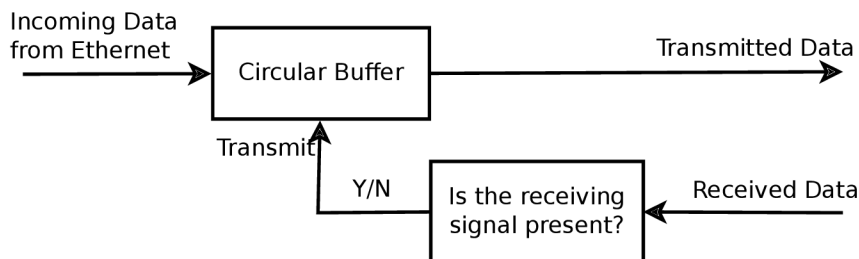 Incoming Data
from Ethernet
Circular Buffer
Transmitted Data
Transmit
Y/N
Is the receiving
signal present?
Received Data